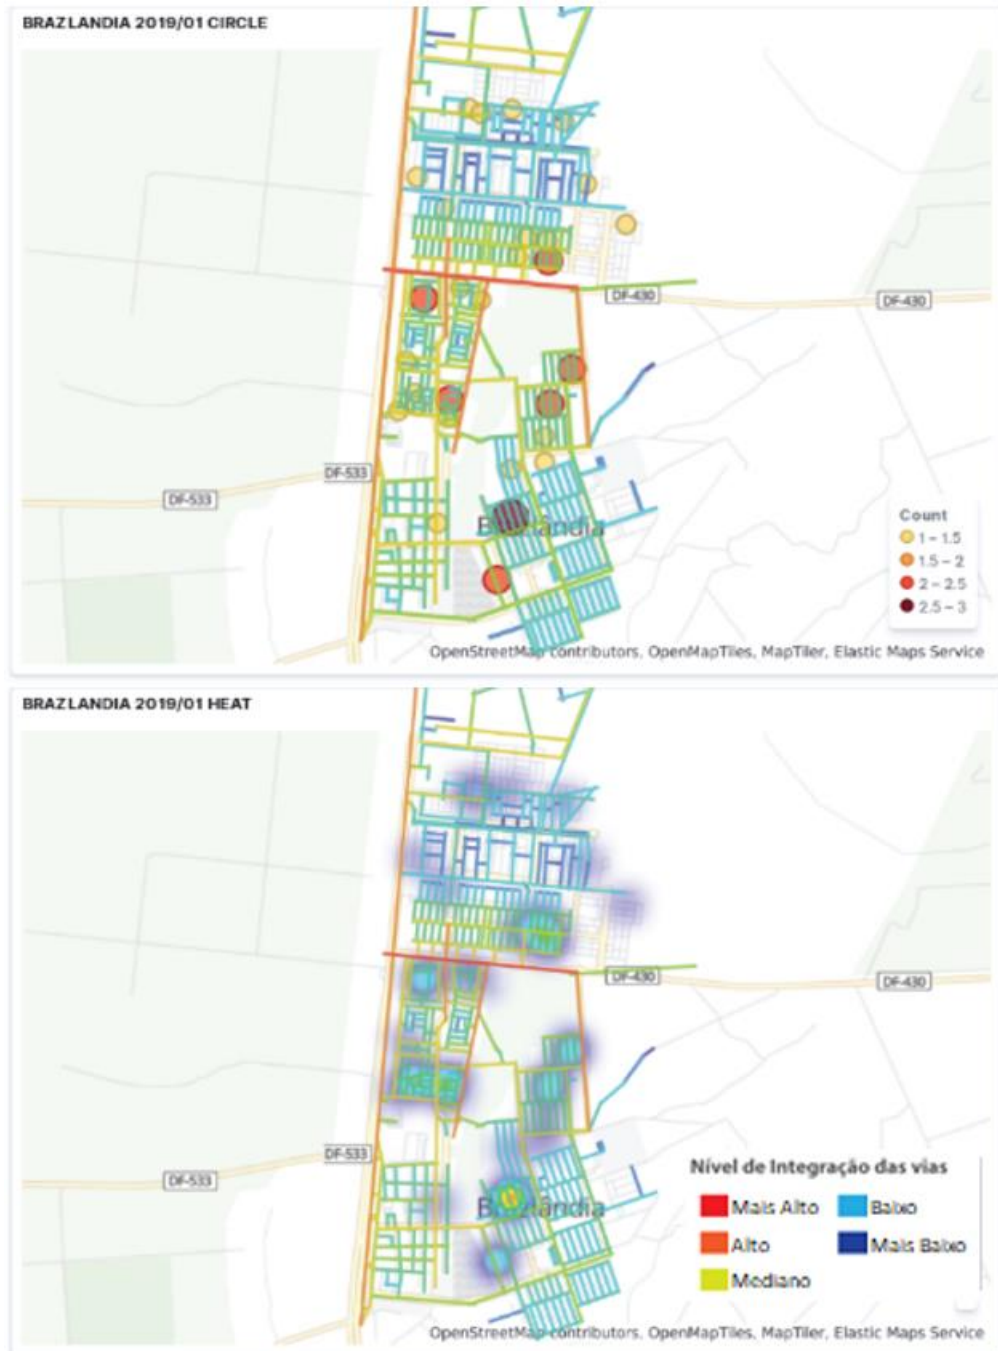 BRAZLANDIA 2019/01 CIRCLE
DF-430
DF-430
DF-533
DF-533
Brazlândia
Count
1 – 1.5
1.5 – 2
2 – 2.5
2.5 – 3
OpenStreetMap contributors, OpenMapTiles, MapTiler, Elastic Maps Service
BRAZLANDIA 2019/01 HEAT
DF-430
DF-430
DF-533
DF-533
Brazlândia
Nível de Integração das vias
Mais Alto
Baixo
Alto
Mais Baixo
Mediano
OpenStreetMap contributors, OpenMapTiles, MapTiler, Elastic Maps Service